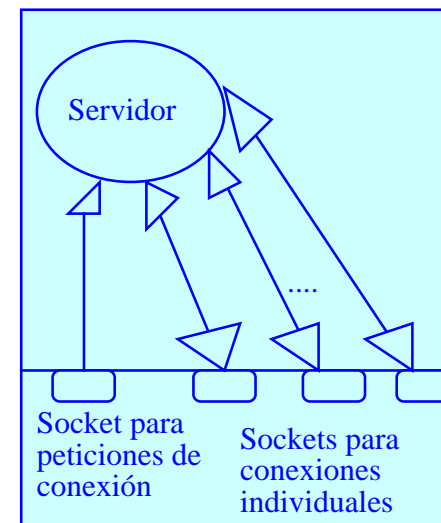 Servidor
....
Socket para
peticiones de
conexión
Sockets para
conexiones
individuales